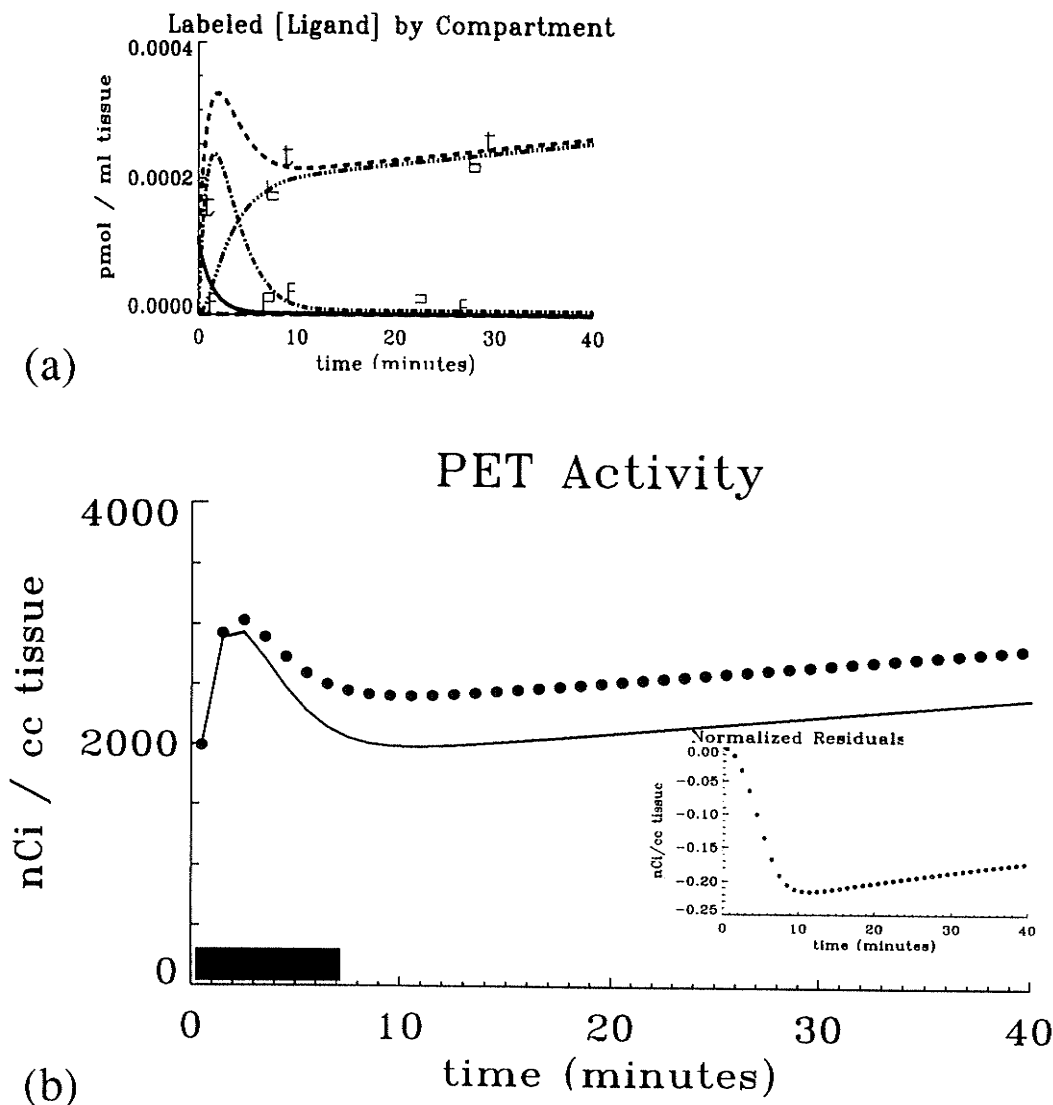 Labeled [Ligand] by Compartment
pmol / ml tissue
0.0004
0.0002
0.0000
t
t
t
b
b
f
p
f
p
f
0 10 20 30 40
time (minutes)
(a)
PET Activity
nCi / cc tissue
4000
2000
0
0 10 20 30 40
time (minutes)
Normalized Residuals
nCi/cc tissue
0.00
-0.05
-0.10
-0.15
-0.20
-0.25
0 10 20 30 40
time (minutes)
(b)